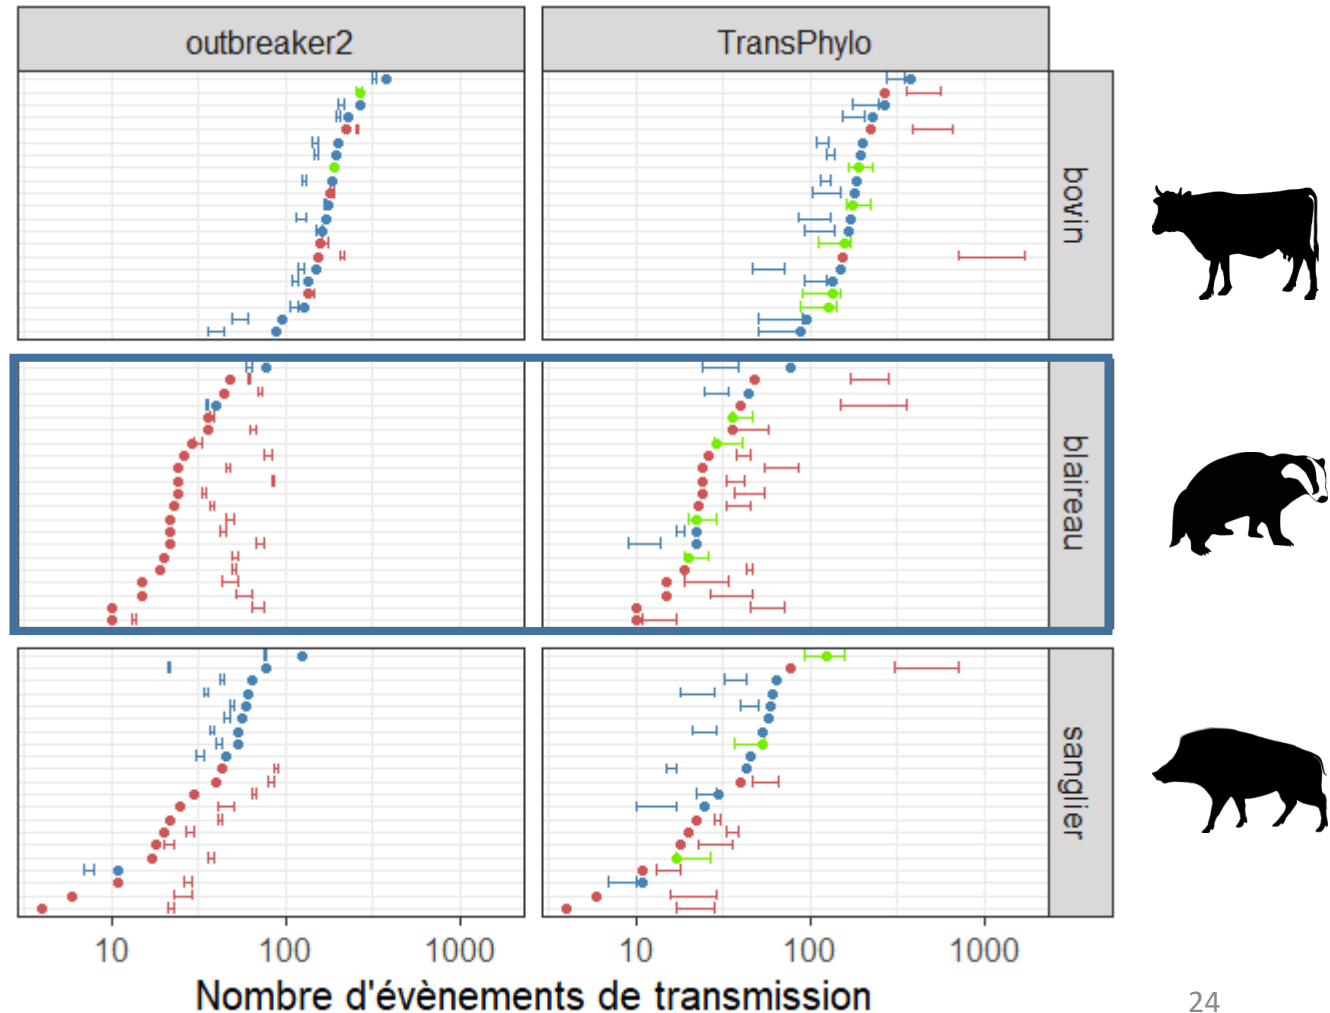 outbreaker2 TransPhylo
bovin
blaireau
sanglier
10 100 1000 10 100 1000
Nombre d'évènements de transmission
24